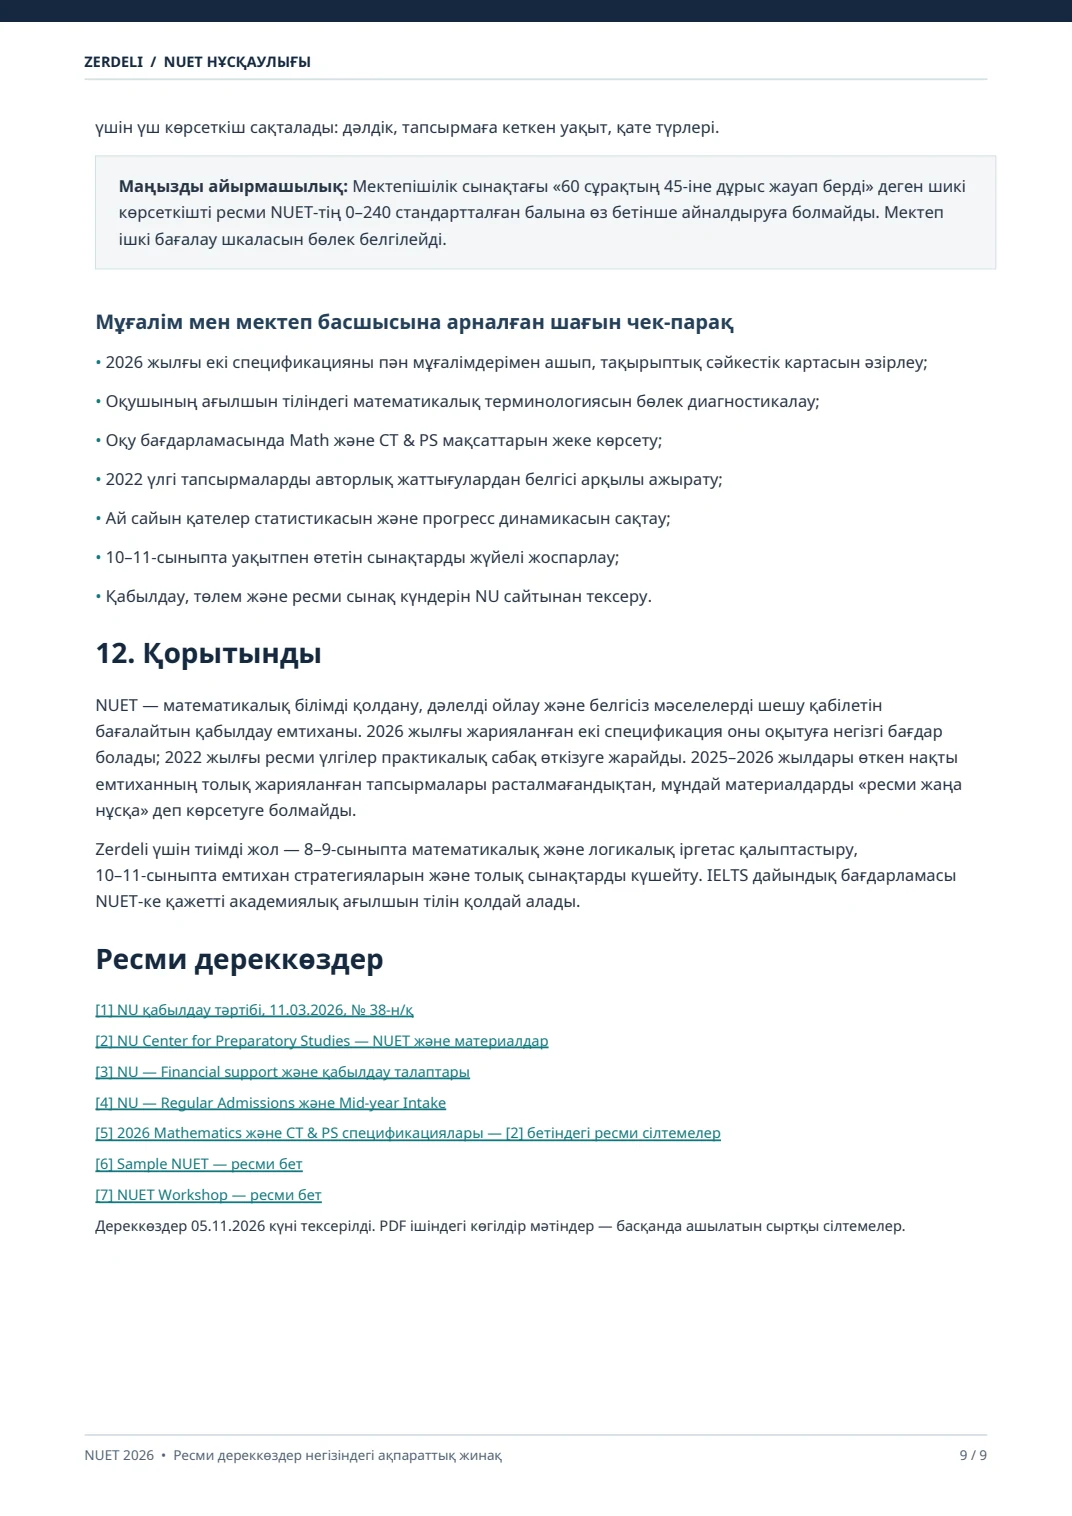 ZERDELI / NUET НҰСҚАУЛЫҒЫ
үшін үш көрсеткіш сақталады: дәлдік, тапсырмаға кеткен уақыт, қате түрлері.
Маңызды айырмашылық: Мектепішілік сынақтағы «60 сұрақтың 45-іне дұрыс жауап берді» деген шикі
көрсеткішті ресми NUET-тің 0–240 стандартталған балына өз бетінше айналдыруға болмайды. Мектеп
ішкі бағалау шкаласын бөлек белгілейді.
Мұғалім мен мектеп басшысына арналған шағын чек-парақ
• 2026 жылғы екі спецификацияны пән мұғалімдерімен ашып, тақырыптық сәйкестік картасын әзірлеу;
• Оқушының ағылшын тіліндегі математикалық терминологиясын бөлек диагностикалау;
• Оқу бағдарламасында Math және CT & PS мақсаттарын жеке көрсету;
• 2022 үлгі тапсырмаларды авторлық жаттығулардан белгісі арқылы ажырату;
• Ай сайын қателер статистикасын және прогресс динамикасын сақтау;
• 10–11-сыныпта уақытпен өтетін сынақтарды жүйелі жоспарлау;
• Қабылдау, төлем және ресми сынақ күндерін NU сайтынан тексеру.
12. Қорытынды
NUET — математикалық білімді қолдану, дәлелді ойлау және белгісіз мәселелерді шешу қабілетін
бағалайтын қабылдау емтиханы. 2026 жылғы жарияланған екі спецификация оны оқытуға негізгі бағдар
болады; 2022 жылғы ресми үлгілер практикалық сабақ өткізуге жарайды. 2025–2026 жылдары өткен нақты
емтиханның толық жарияланған тапсырмалары расталмағандықтан, мұндай материалдарды «ресми жаңа
нұсқа» деп көрсетуге болмайды.
Zerdeli үшін тиімді жол — 8–9-сыныпта математикалық және логикалық іргетас қалыптастыру,
10–11-сыныпта емтихан стратегияларын және толық сынақтарды күшейту. IELTS дайындық бағдарламасы
NUET-ке қажетті академиялық ағылшын тілін қолдай алады.
Ресми дереккөздер
[1] NU қабылдау тәртібі, 11.03.2026, № 38-н/қ
[2] NU Center for Preparatory Studies — NUET және материалдар
[3] NU — Financial support және қабылдау талаптары
[4] NU — Regular Admissions және Mid-year Intake
[5] 2026 Mathematics және CT & PS спецификациялары — [2] бетіндегі ресми сілтемелер
[6] Sample NUET — ресми бет
[7] NUET Workshop — ресми бет
Дереккөздер 05.11.2026 күні тексерілді. PDF ішіндегі көгілдір мәтіндер — басқанда ашылатын сыртқы сілтемелер.
NUET 2026 • Ресми дереккөздер негізіндегі ақпараттық жинақ
9 / 9